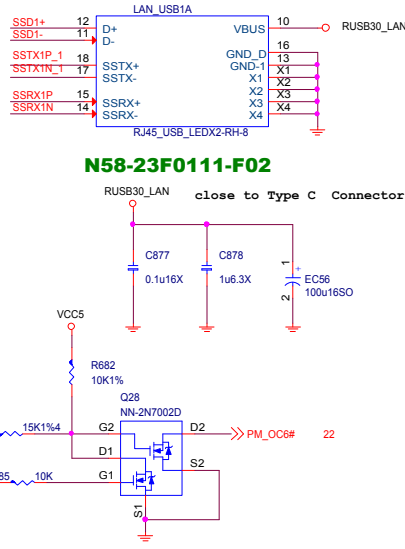 LAN_USB1A
SSD1+ 12 D+ VBUS 10 RUSB30_LAN
SSD1- 11 D-
GND_D 16
SSTX1P_1 18 SSTX+ GND-1 13
SSTX1N_1 17 SSTX- X1 X1
X2 X2
SSRX1P 15 SSRX+ X3 X3
SSRX1N 14 SSRX- X4 X4
RJ45_USB_LEDX2-RH-8
N58-23F0111-F02
RUSB30_LAN close to Type C Connector
C877 C878
0.1u16X 1u6.3X
1 + EC56
2 100u16SO
VCC5
R682
10K1%
Q28
NN-2N7002D
15K1%4 G2 D2 PM_OC6# 22
D1 S2
85 10K G1
S1